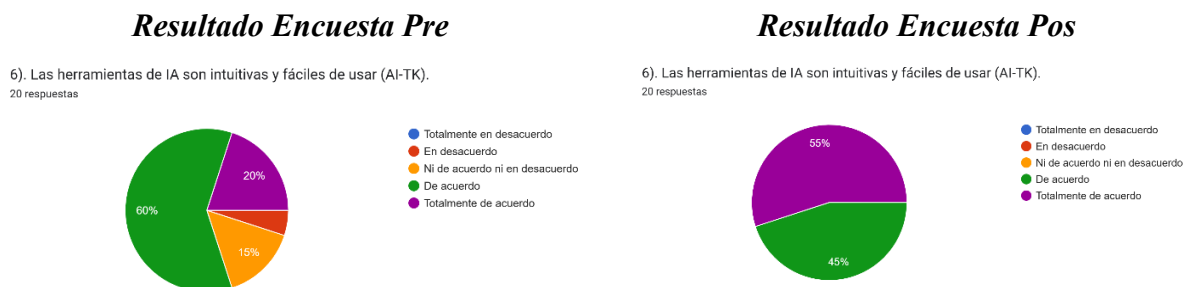 Resultado Encuesta Pre
6). Las herramientas de IA son intuitivas y fáciles de usar (AI-TK).
20 respuestas
20%
60%
15%
Totalmente en desacuerdo
En desacuerdo
Ni de acuerdo ni en desacuerdo
De acuerdo
Totalmente de acuerdo
Resultado Encuesta Pos
6). Las herramientas de IA son intuitivas y fáciles de usar (AI-TK).
20 respuestas
55%
45%
Totalmente en desacuerdo
En desacuerdo
Ni de acuerdo ni en desacuerdo
De acuerdo
Totalmente de acuerdo